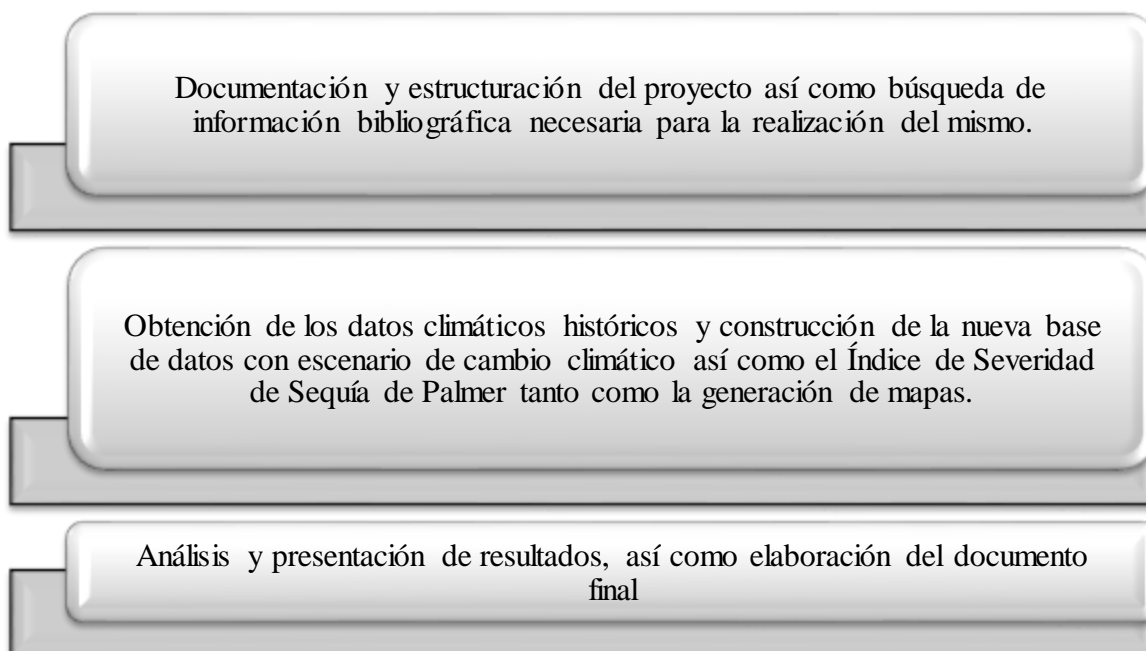 Documentación y estructuración del proyecto así como búsqueda de
información bibliográfica necesaria para la realización del mismo.
Obtención de los datos climáticos históricos y construcción de la nueva base
de datos con escenario de cambio climático así como el Índice de Severidad
de Sequía de Palmer tanto como la generación de mapas.
Análisis y presentación de resultados, así como elaboración del documento
final